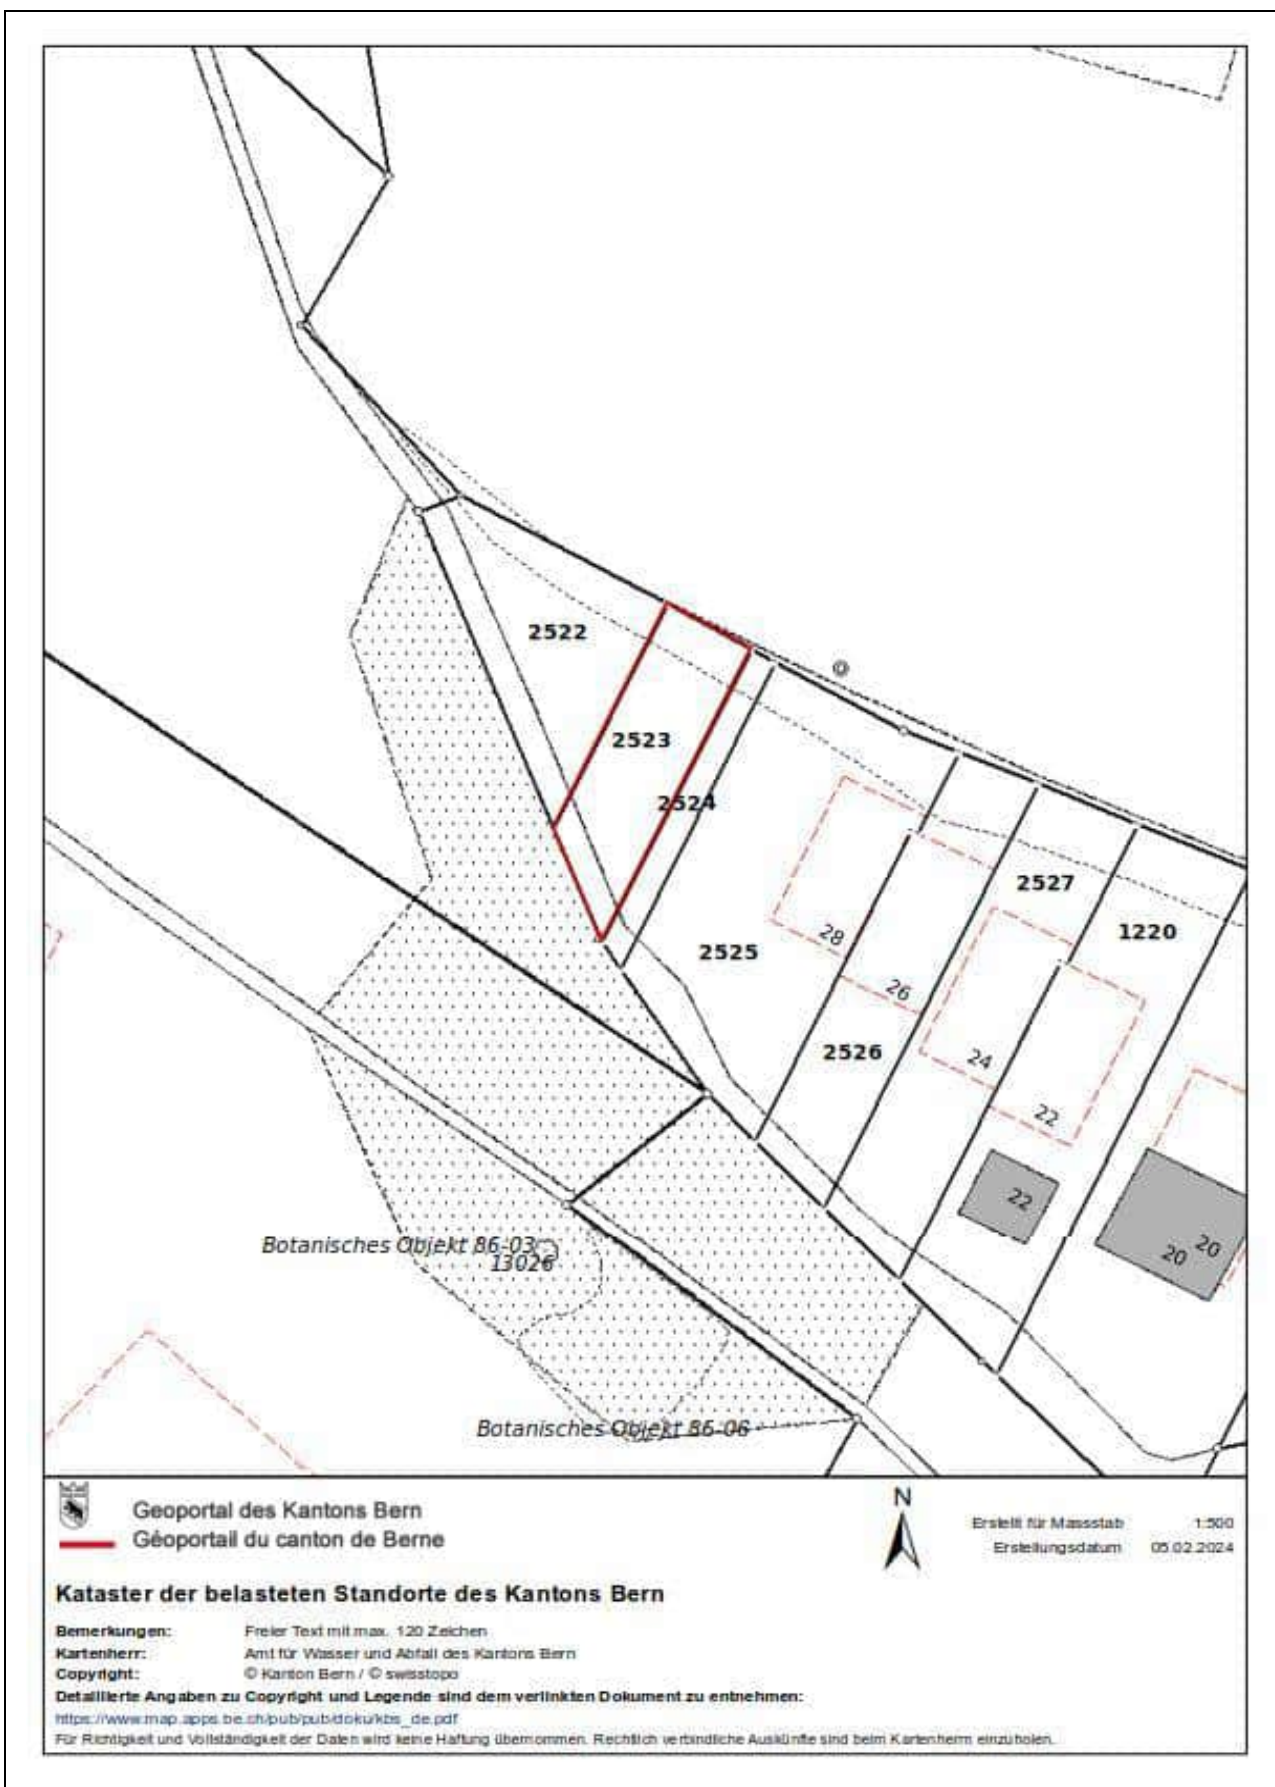 2522
2523
2524
2525
2526
2527
1220
28
26
24
22
22
20
20
Botanisches Objekt 86-03
13026
Botanisches Objekt 86-06
Geoportal des Kantons Bern
Géoportail du canton de Berne
N
Erstellt für Massstab 1:500
Erstellungsdatum 05.02.2024
Kataster der belasteten Standorte des Kantons Bern
Bemerkungen: Freier Text mit max. 120 Zeichen
Kartenherr: Amt für Wasser und Abfall des Kantons Bern
Copyright: © Kanton Bern / © swisstopo
Detaillierte Angaben zu Copyright und Legende sind dem verlinkten Dokument zu entnehmen:
https://www.map.apps.be.ch/pub/pub/doku/kbs_de.pdf
Für Richtigkeit und Vollständigkeit der Daten wird keine Haftung übernommen. Rechtlich verbindliche Auskünfte sind beim Kartenherrn einzuholen.